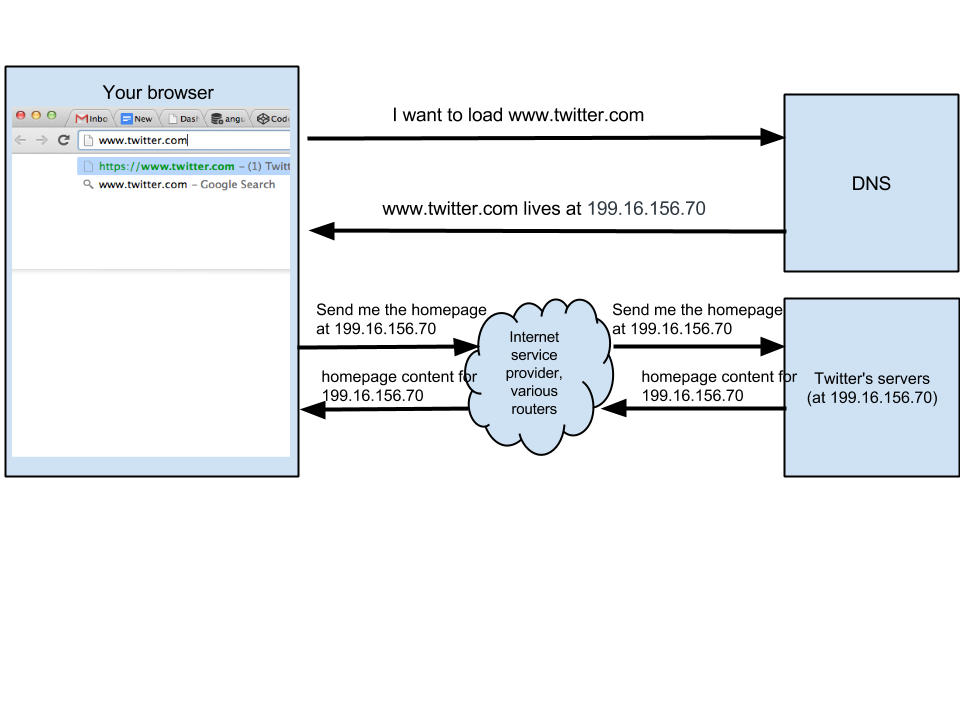 Your browser
Inbo
New
Das
angu
Code
www.twitter.com
https://www.twitter.com – (1) Twitt
www.twitter.com – Google Search
I want to load www.twitter.com
www.twitter.com lives at 199.16.156.70
DNS
Send me the homepage
at 199.16.156.70
homepage content for
199.16.156.70
Internet
service
provider,
various
routers
Send me the homepage
at 199.16.156.70
homepage content for
199.16.156.70
Twitter's servers
(at 199.16.156.70)